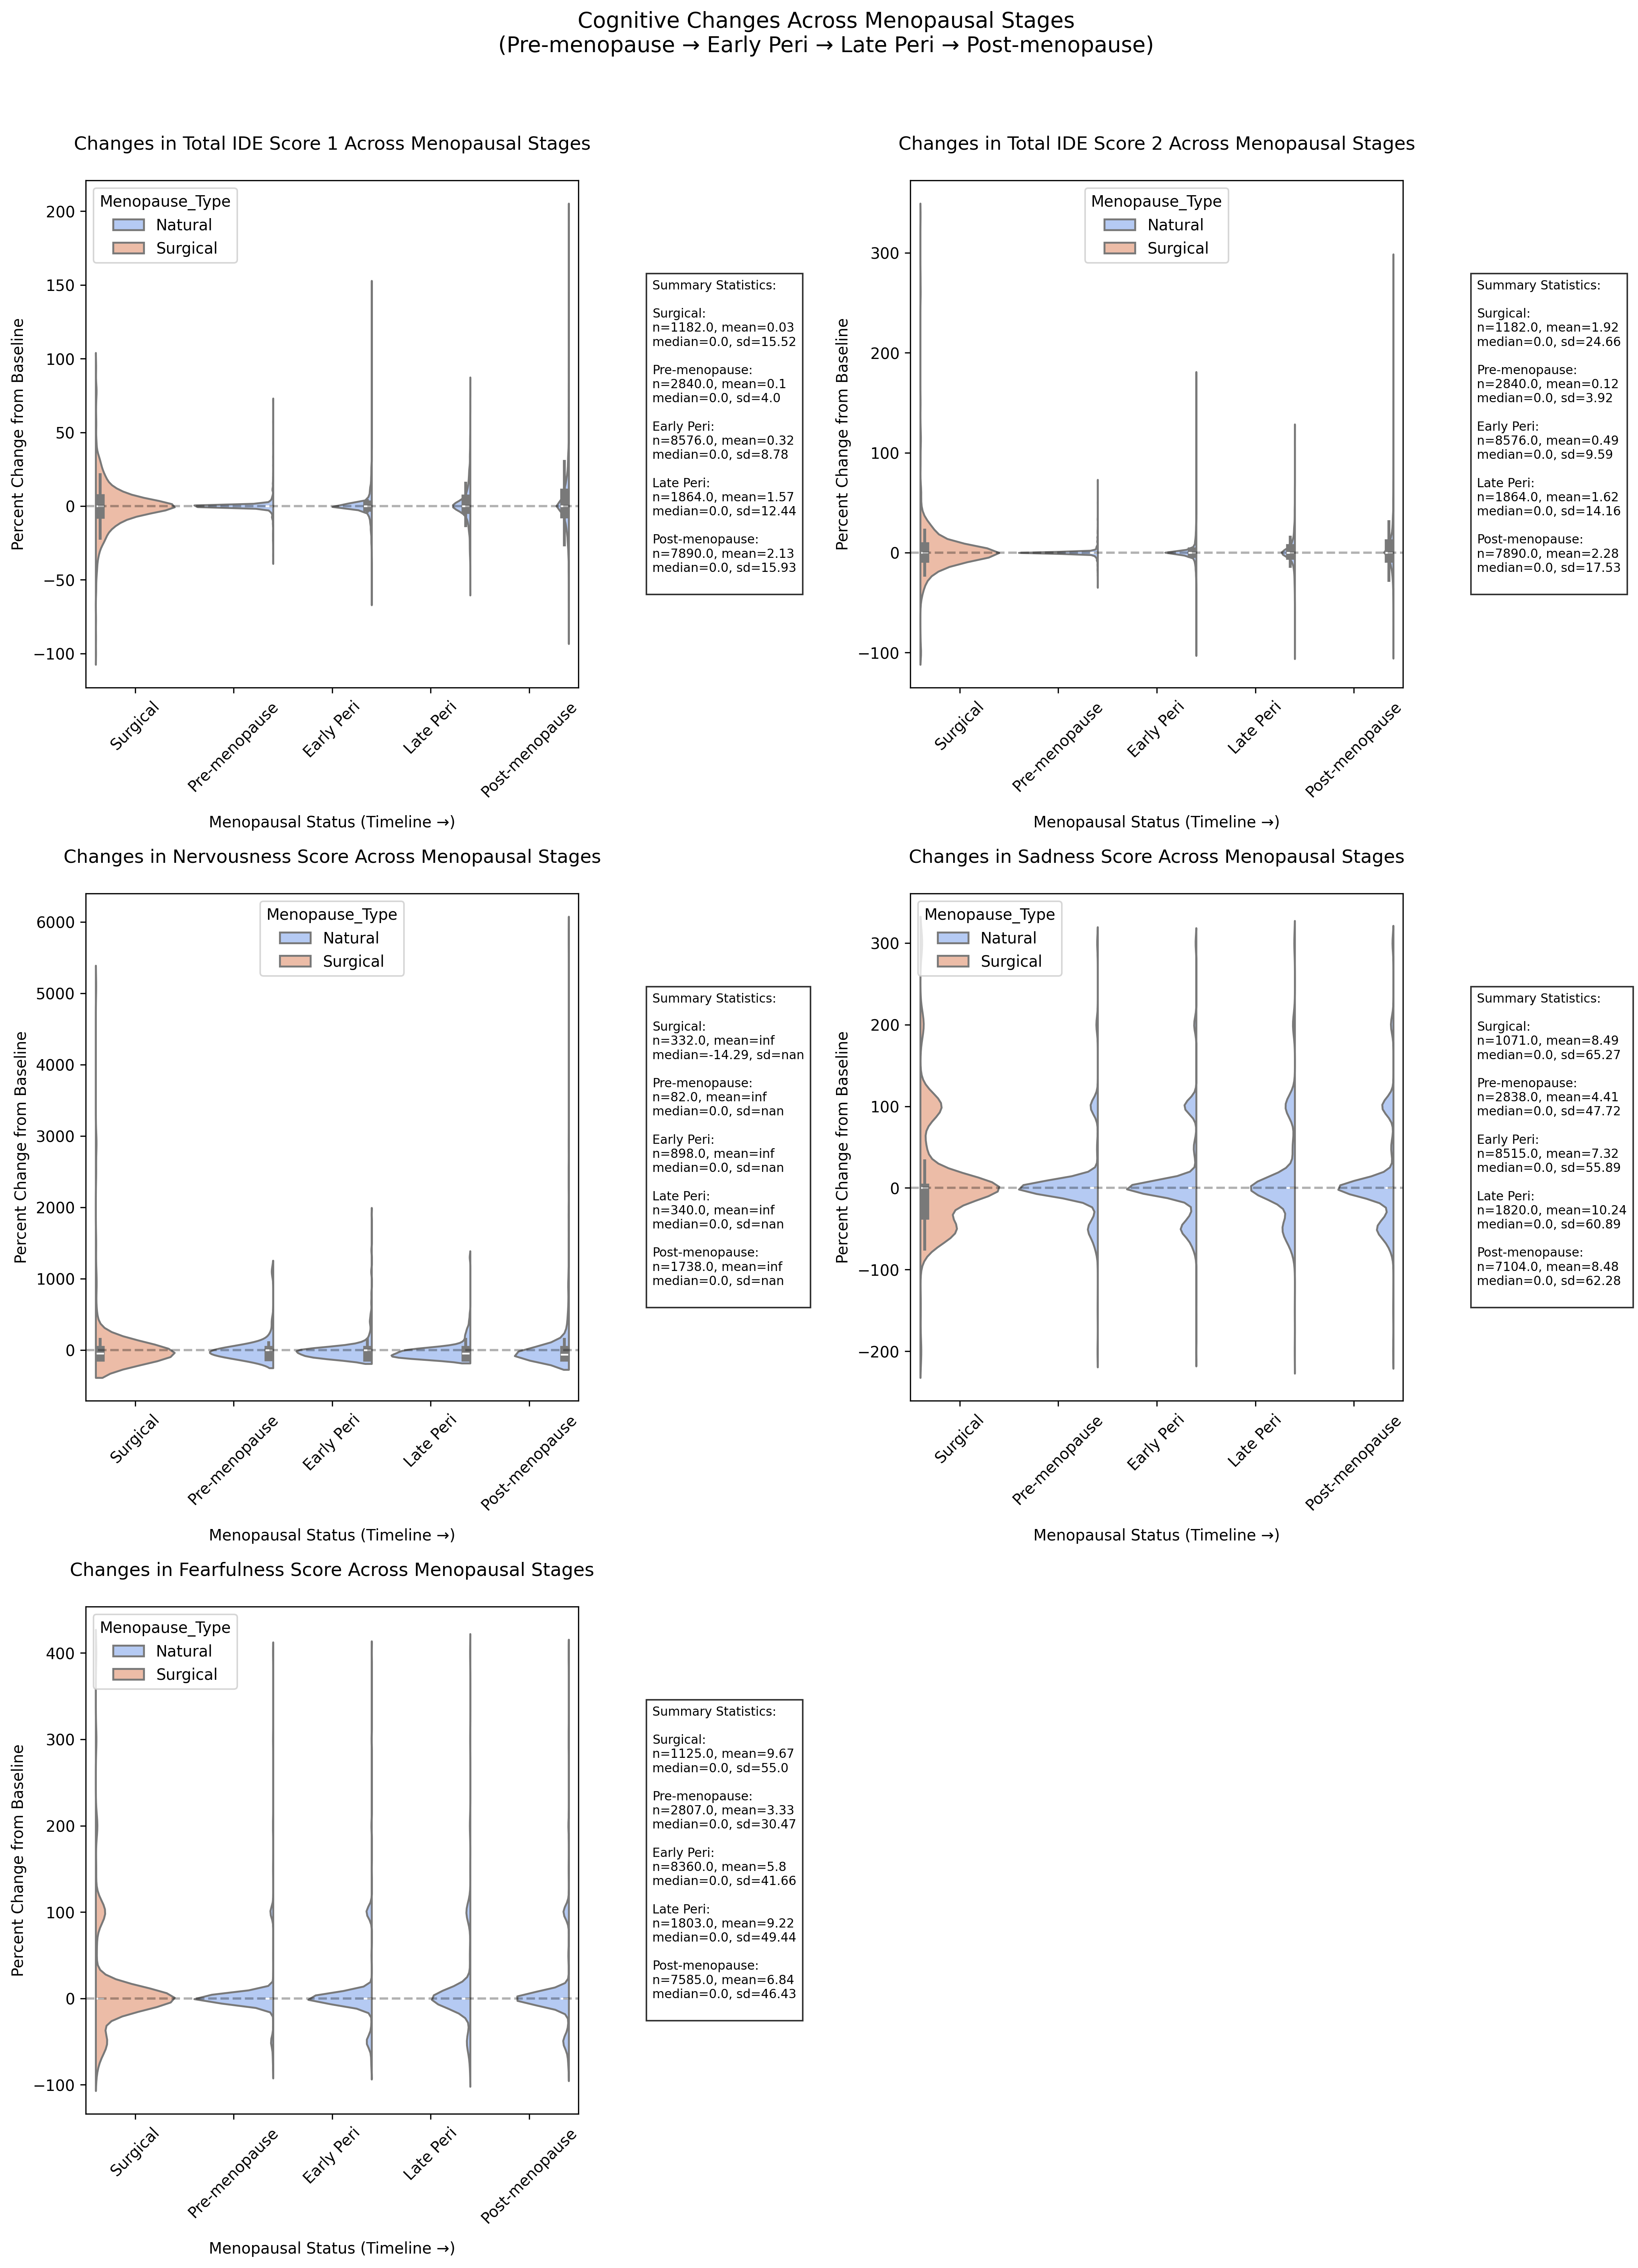 Cognitive Changes Across Menopausal Stages
(Pre-menopause → Early Peri → Late Peri → Post-menopause)
Changes in Total IDE Score 1 Across Menopausal Stages
Percent Change from Baseline
200
150
100
50
0
−50
−100
Menopause_Type
Natural
Surgical
Surgical
Pre-menopause
Early Peri
Late Peri
Post-menopause
Menopausal Status (Timeline →)
Summary Statistics:
Surgical:
n=1182.0, mean=0.03
median=0.0, sd=15.52
Pre-menopause:
n=2840.0, mean=0.1
median=0.0, sd=4.0
Early Peri:
n=8576.0, mean=0.32
median=0.0, sd=8.78
Late Peri:
n=1864.0, mean=1.57
median=0.0, sd=12.44
Post-menopause:
n=7890.0, mean=2.13
median=0.0, sd=15.93
Changes in Total IDE Score 2 Across Menopausal Stages
Percent Change from Baseline
300
200
100
0
−100
Menopause_Type
Natural
Surgical
Surgical
Pre-menopause
Early Peri
Late Peri
Post-menopause
Menopausal Status (Timeline →)
Summary Statistics:
Surgical:
n=1182.0, mean=1.92
median=0.0, sd=24.66
Pre-menopause:
n=2840.0, mean=0.12
median=0.0, sd=3.92
Early Peri:
n=8576.0, mean=0.49
median=0.0, sd=9.59
Late Peri:
n=1864.0, mean=1.62
median=0.0, sd=14.16
Post-menopause:
n=7890.0, mean=2.28
median=0.0, sd=17.53
Changes in Nervousness Score Across Menopausal Stages
Percent Change from Baseline
6000
5000
4000
3000
2000
1000
0
Menopause_Type
Natural
Surgical
Surgical
Pre-menopause
Early Peri
Late Peri
Post-menopause
Menopausal Status (Timeline →)
Summary Statistics:
Surgical:
n=332.0, mean=inf
median=-14.29, sd=nan
Pre-menopause:
n=82.0, mean=inf
median=0.0, sd=nan
Early Peri:
n=898.0, mean=inf
median=0.0, sd=nan
Late Peri:
n=340.0, mean=inf
median=0.0, sd=nan
Post-menopause:
n=1738.0, mean=inf
median=0.0, sd=nan
Changes in Sadness Score Across Menopausal Stages
Percent Change from Baseline
300
200
100
0
−100
−200
Menopause_Type
Natural
Surgical
Surgical
Pre-menopause
Early Peri
Late Peri
Post-menopause
Menopausal Status (Timeline →)
Summary Statistics:
Surgical:
n=1071.0, mean=8.49
median=0.0, sd=65.27
Pre-menopause:
n=2838.0, mean=4.41
median=0.0, sd=47.72
Early Peri:
n=8515.0, mean=7.32
median=0.0, sd=55.89
Late Peri:
n=1820.0, mean=10.24
median=0.0, sd=60.89
Post-menopause:
n=7104.0, mean=8.48
median=0.0, sd=62.28
Changes in Fearfulness Score Across Menopausal Stages
Percent Change from Baseline
400
300
200
100
0
−100
Menopause_Type
Natural
Surgical
Surgical
Pre-menopause
Early Peri
Late Peri
Post-menopause
Menopausal Status (Timeline →)
Summary Statistics:
Surgical:
n=1125.0, mean=9.67
median=0.0, sd=55.0
Pre-menopause:
n=2807.0, mean=3.33
median=0.0, sd=30.47
Early Peri:
n=8360.0, mean=5.8
median=0.0, sd=41.66
Late Peri:
n=1803.0, mean=9.22
median=0.0, sd=49.44
Post-menopause:
n=7585.0, mean=6.84
median=0.0, sd=46.43